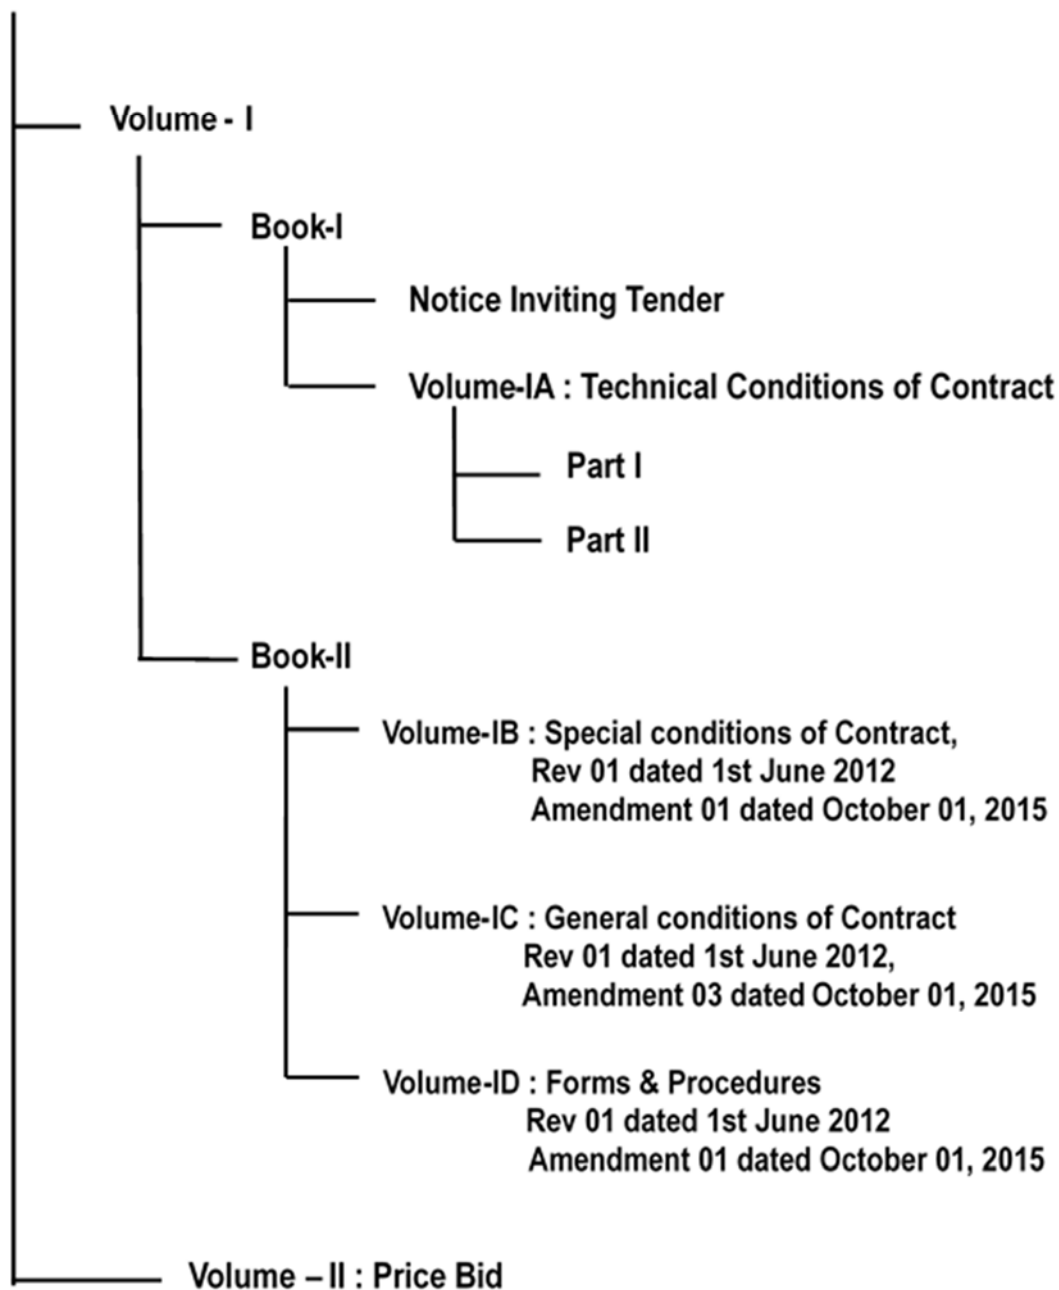 Volume - I
Book-I
Notice Inviting Tender
Volume-IA : Technical Conditions of Contract
Part I
Part II
Book-II
Volume-IB : Special conditions of Contract,
Rev 01 dated 1st June 2012
Amendment 01 dated October 01, 2015
Volume-IC : General conditions of Contract
Rev 01 dated 1st June 2012,
Amendment 03 dated October 01, 2015
Volume-ID : Forms & Procedures
Rev 01 dated 1st June 2012
Amendment 01 dated October 01, 2015
Volume – II : Price Bid